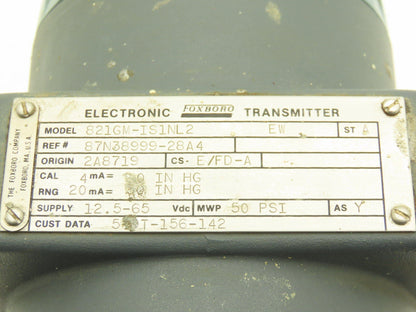 ELECTRONIC FOXBORO TRANSMITTER
MODEL 821GM-IS1NL2 EW ST A
REF# 87N38999-28A4
ORIGIN 2A8719 CS- E/FD-A
CAL 4 mA= IN HG
RNG 20 mA= IN HG
SUPPLY 12.5-65 Vdc MWP 50 PSI AS Y
CUST DATA T-156-142
THE FOXBORO COMPANY
FOXBORO, MA. U.S.A.